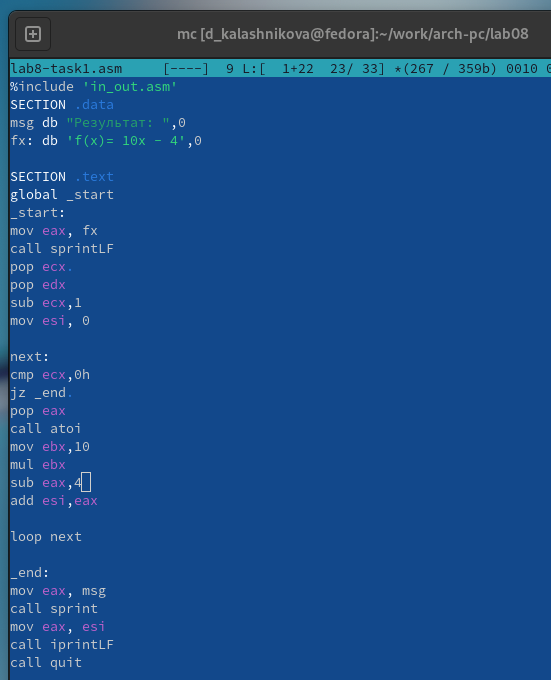 mc [d_kalashnikova@fedora]:~/work/arch-pc/lab08
lab8-task1.asm [----] 9 L:[ 1+22 23/ 33] *(267 / 359b) 0010 0
%include 'in_out.asm'
SECTION .data
msg db "Результат: ",0
fx: db 'f(x)= 10x - 4',0
SECTION .text
global _start
_start:
mov eax, fx
call sprintLF
pop ecx.
pop edx
sub ecx,1
mov esi, 0
next:
cmp ecx,0h
jz _end.
pop eax
call atoi
mov ebx,10
mul ebx
sub eax,4
add esi,eax
loop next
_end:
mov eax, msg
call sprint
mov eax, esi
call iprintLF
call quit